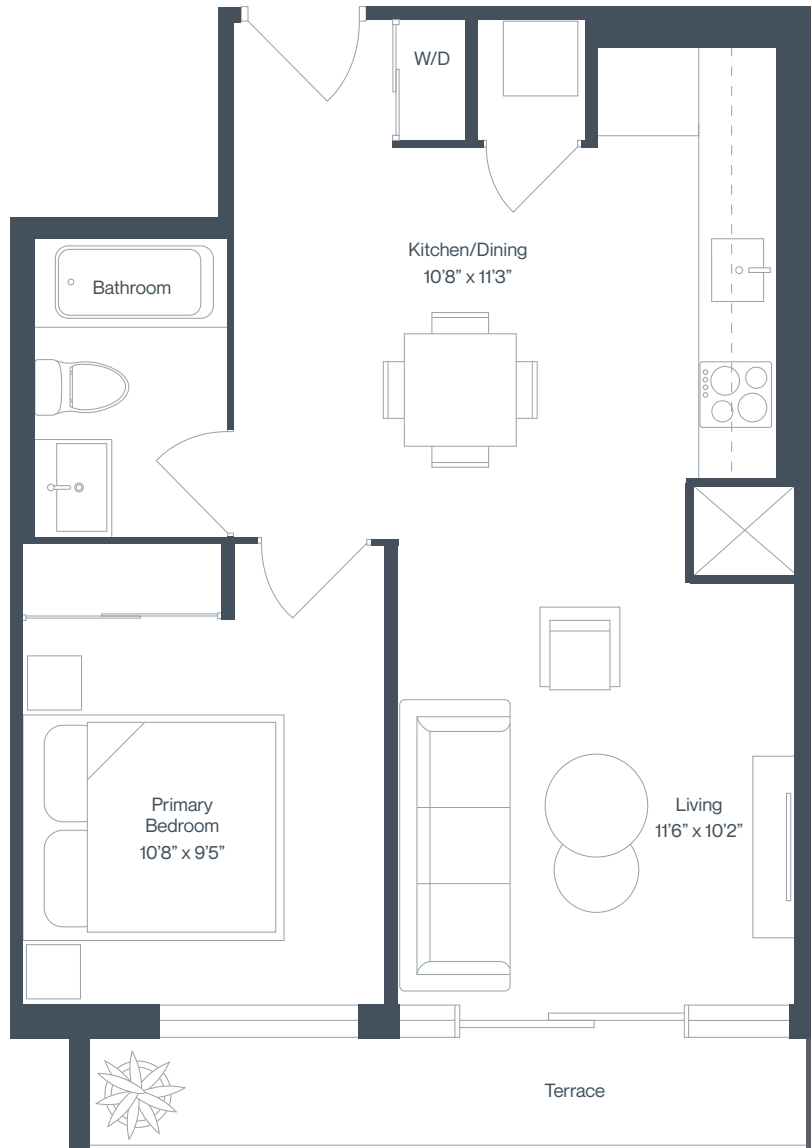 W/D
Kitchen/Dining
10’8” x 11’3”
Bathroom
Primary
Bedroom
10’8” x 9’5”
Living
11’6” x 10’2”
Terrace